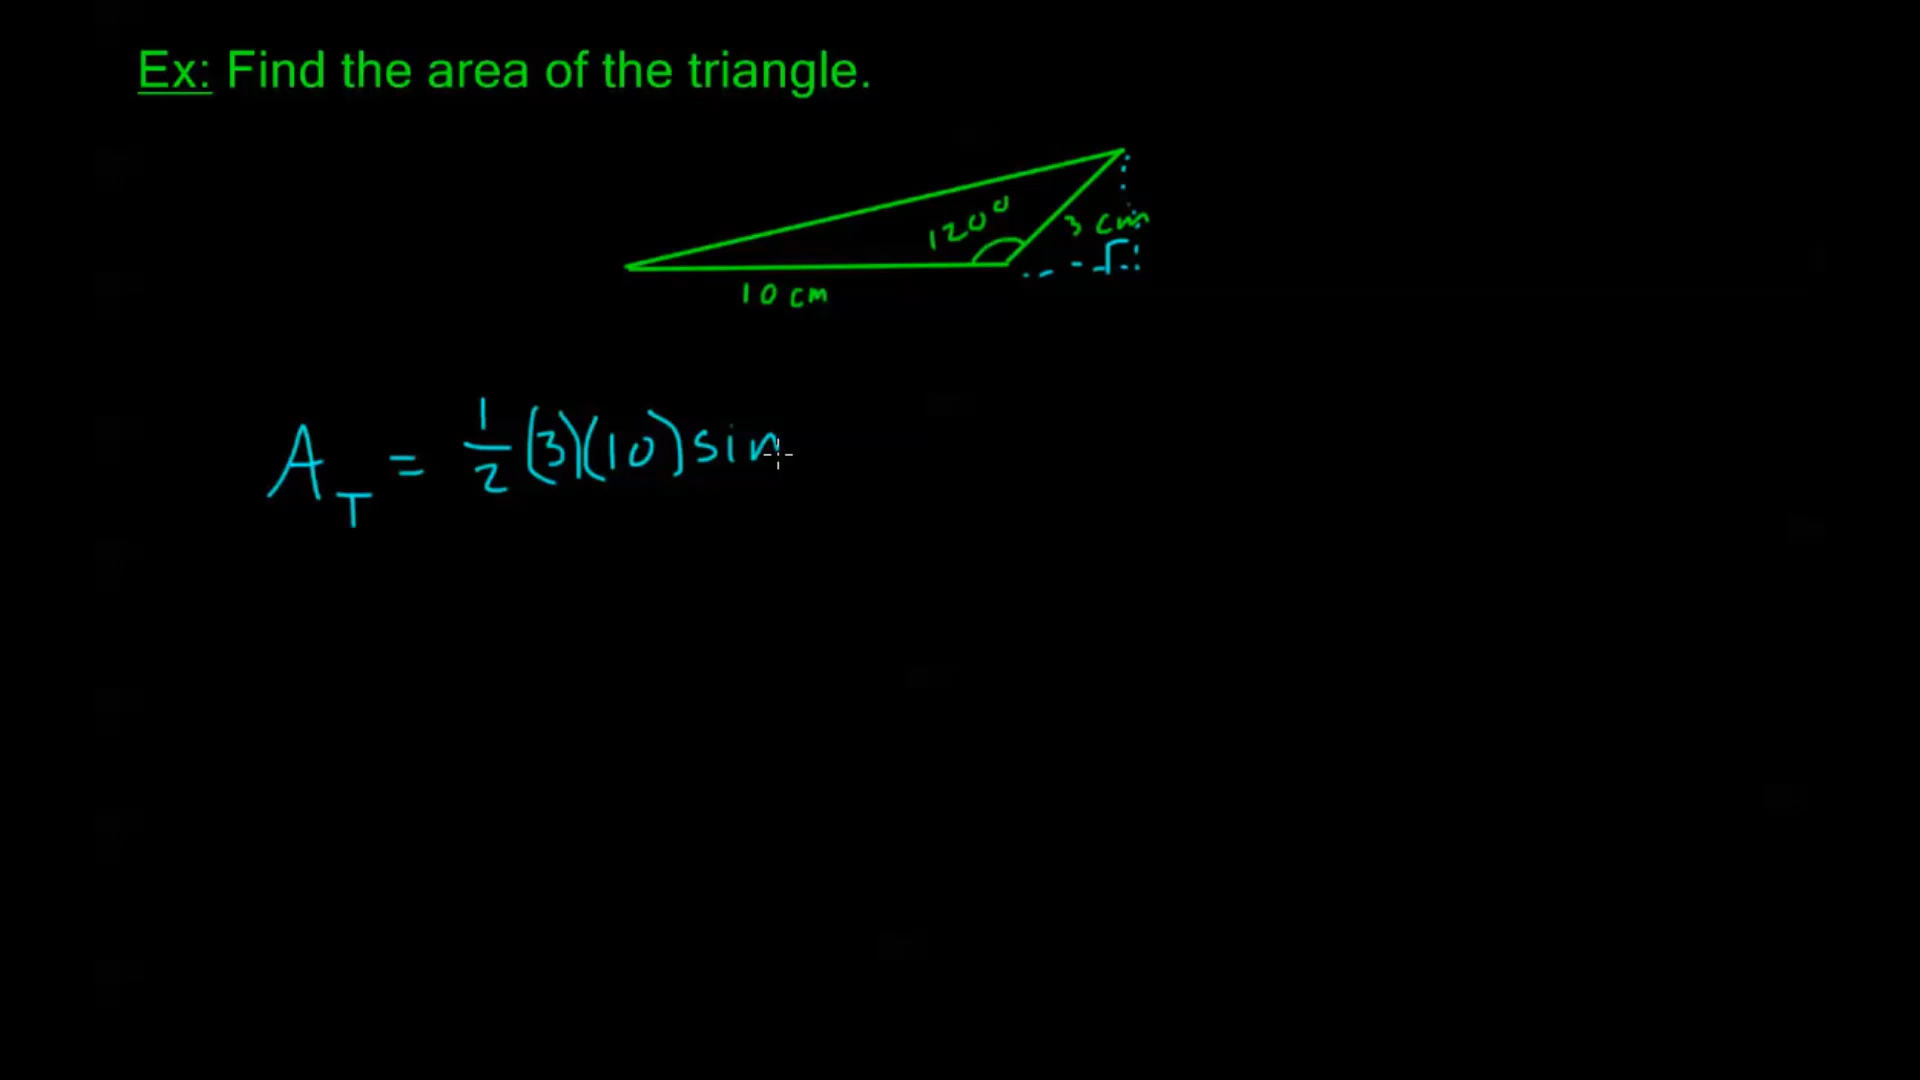 Ex: Find the area of the triangle.
120°
3 cm
10 cm
A_T = 1/2 (3)(10) sin